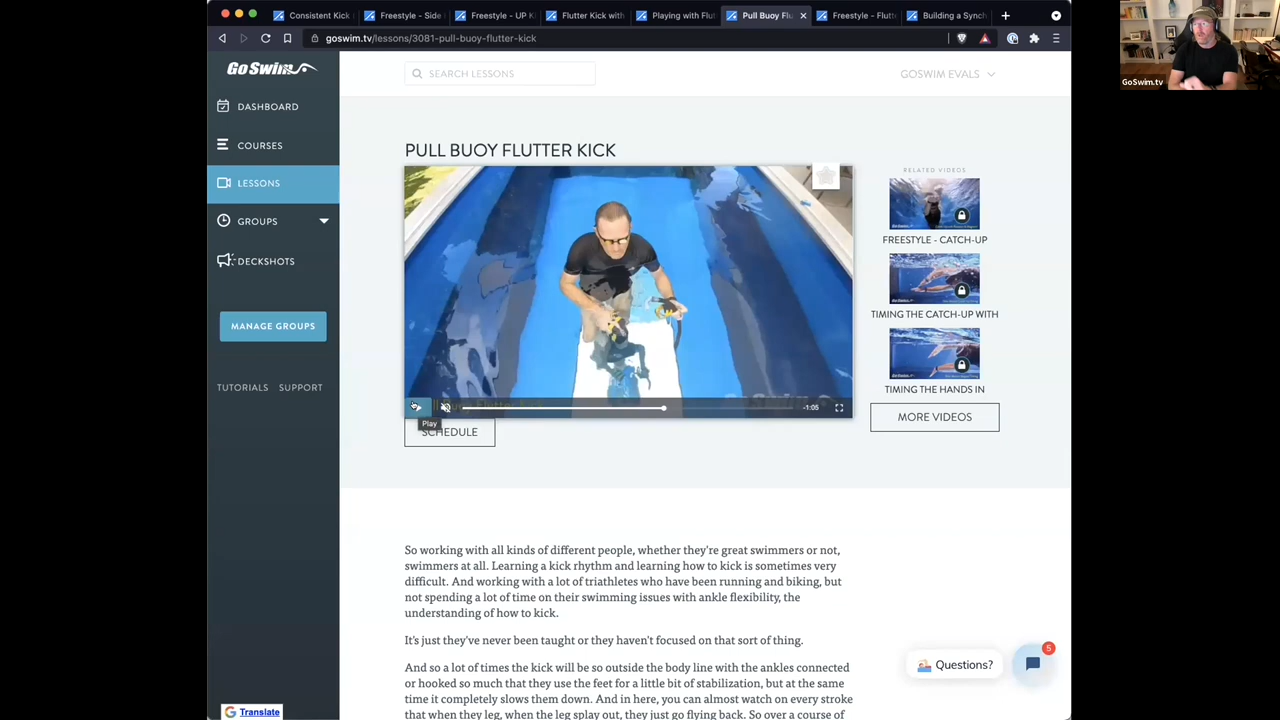 Consistent Kick
Freestyle - Side
Freestyle - UP K
Flutter Kick with
Playing with Flut
Pull Buoy Flu
Freestyle - Flutt
Building a Synch
goswim.tv/lessons/3081-pull-buoy-flutter-kick
GoSwim
SEARCH LESSONS
GOSWIM EVALS
GoSwim.tv
DASHBOARD
COURSES
LESSONS
GROUPS
DECKSHOTS
MANAGE GROUPS
TUTORIALS SUPPORT
PULL BUOY FLUTTER KICK
-1:05
Play
SCHEDULE
RELATED VIDEOS
FREESTYLE - CATCH-UP
TIMING THE CATCH-UP WITH
TIMING THE HANDS IN
MORE VIDEOS
So working with all kinds of different people, whether they're great swimmers or not,
swimmers at all. Learning a kick rhythm and learning how to kick is sometimes very
difficult. And working with a lot of triathletes who have been running and biking, but
not spending a lot of time on their swimming issues with ankle flexibility, the
understanding of how to kick.
It's just they've never been taught or they haven't focused on that sort of thing.
And so a lot of times the kick will be so outside the body line with the ankles connected
or hooked so much that they use the feet for a little bit of stabilization, but at the same
time it completely slows them down. And in here, you can almost watch on every stroke
that when they leg, when the leg splay out, they just go flying back. So over a course of
Questions?
5
Translate